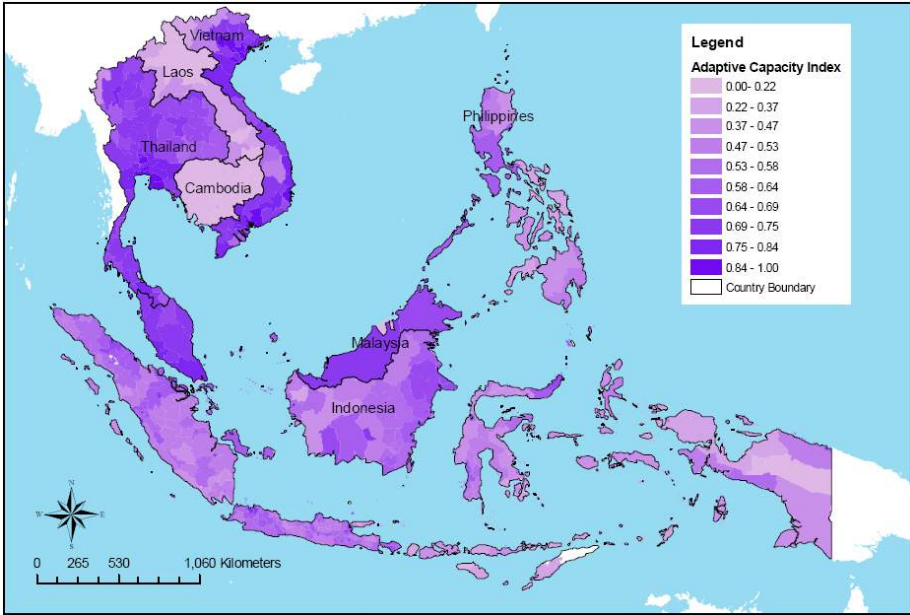 Vietnam
Laos
Thailand
Cambodia
Philippines
Malaysia
Indonesia
Legend
Adaptive Capacity Index
0.00- 0.22
0.22 - 0.37
0.37 - 0.47
0.47 - 0.53
0.53 - 0.58
0.58 - 0.64
0.64 - 0.69
0.69 - 0.75
0.75 - 0.84
0.84 - 1.00
Country Boundary
N
W E
S
0 265 530 1,060 Kilometers